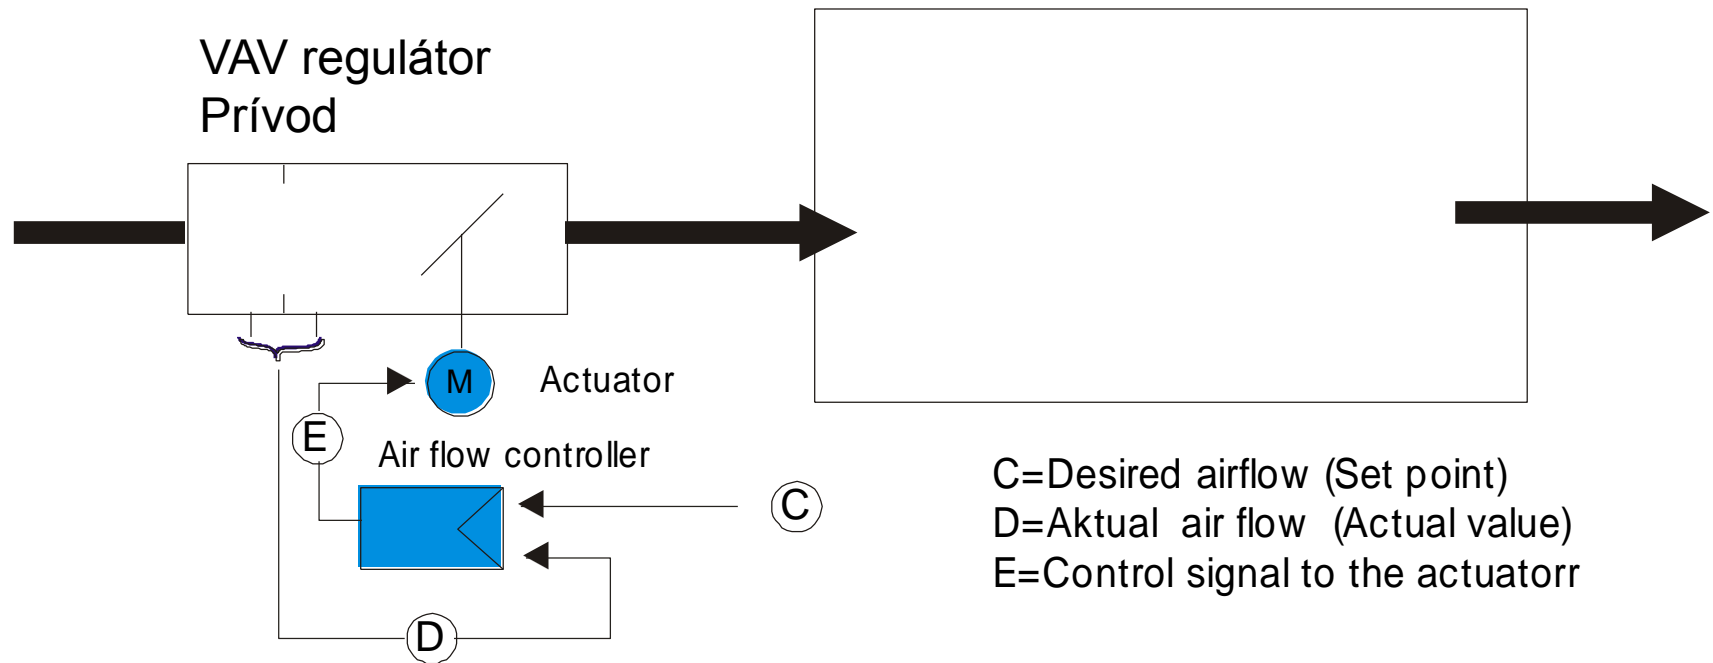 VAV regulátor
Prívod
M
Actuator
E
Air flow controller
C
D
C=Desired airflow (Set point)
D=Aktual air flow (Actual value)
E=Control signal to the actuatorr